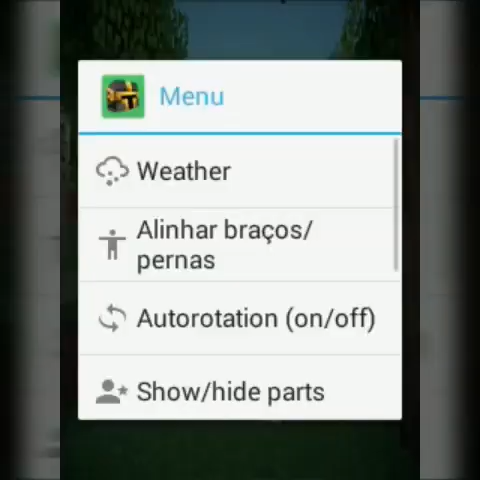 Menu
Weather
Alinhar braços/
pernas
Autorotation (on/off)
Show/hide parts